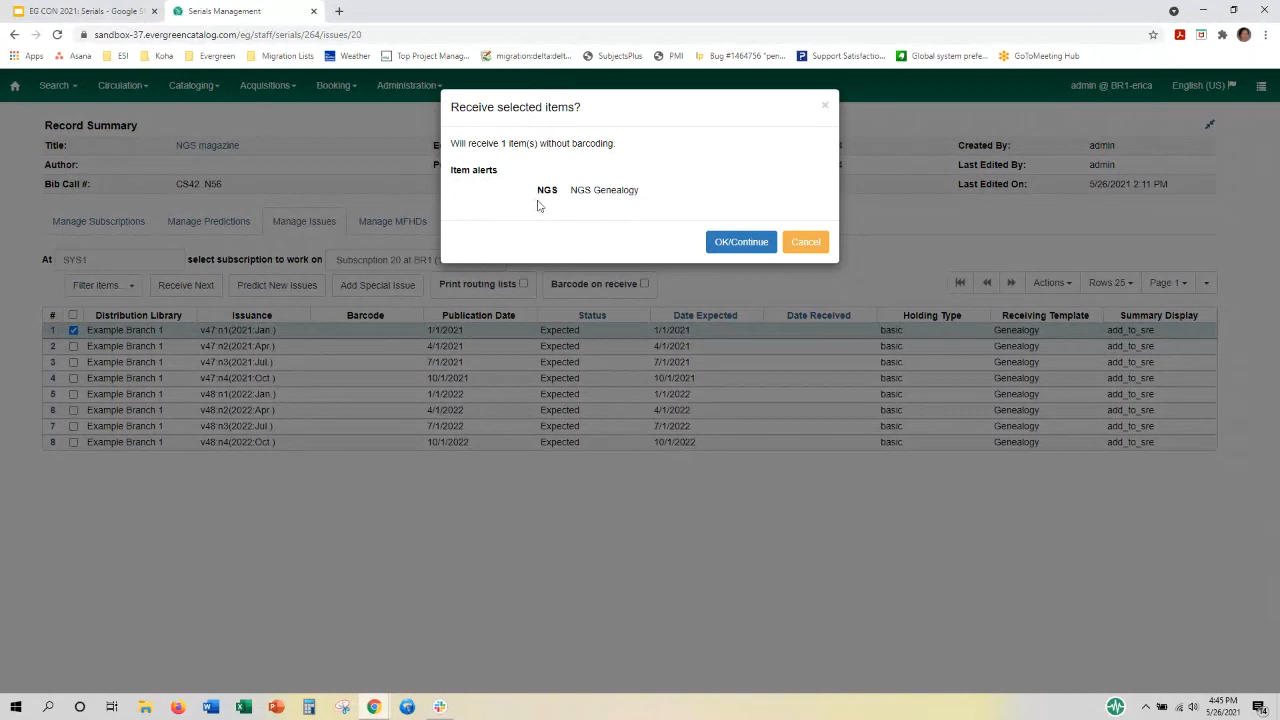 EG CON 2021: Serials - Google Sl
Serials Management
sandbox-37.evergreencatalog.com/eg/staff/serials/264/issues/20
Apps Asana ESI Koha Evergreen Migration Lists Weather Top Project Manag... migration:deltd:delt... SubjectsPlus PMI Bug #1464756 "pen... Support Satisfactio... Global system prefe... GoToMeeting Hub
Search Circulation Cataloging Acquisitions Booking Administration admin @ BR1-erica English (US)
Receive selected items?
Record Summary
Will receive 1 item(s) without barcoding.
Title: NGS magazine Created By: admin
Author: Last Edited By: admin
Item alerts
Bib Call #: CS42 .N56 Last Edited On: 5/26/2021 2:11 PM
NGS NGS Genealogy
Manage Subscriptions Manage Predictions Manage Issues Manage MFHDs
OK/Continue Cancel
At SYS1 select subscription to work on Subscription 20 at BR1
Filter items... Receive Next Predict New Issues Add Special Issue Print routing lists Barcode on receive Actions Rows 25 Page 1
# Distribution Library Issuance Barcode Publication Date Status Date Expected Date Received Holding Type Receiving Template Summary Display
1 Example Branch 1 v47:n1(2021:Jan.) 1/1/2021 Expected 1/1/2021 basic Genealogy add_to_sre
2 Example Branch 1 v47:n2(2021:Apr.) 4/1/2021 Expected 4/1/2021 basic Genealogy add_to_sre
3 Example Branch 1 v47:n3(2021:Jul.) 7/1/2021 Expected 7/1/2021 basic Genealogy add_to_sre
4 Example Branch 1 v47:n4(2021:Oct.) 10/1/2021 Expected 10/1/2021 basic Genealogy add_to_sre
5 Example Branch 1 v48:n1(2022:Jan.) 1/1/2022 Expected 1/1/2022 basic Genealogy add_to_sre
6 Example Branch 1 v48:n2(2022:Apr.) 4/1/2022 Expected 4/1/2022 basic Genealogy add_to_sre
7 Example Branch 1 v48:n3(2022:Jul.) 7/1/2022 Expected 7/1/2022 basic Genealogy add_to_sre
8 Example Branch 1 v48:n4(2022:Oct.) 10/1/2022 Expected 10/1/2022 basic Genealogy add_to_sre
4:45 PM
5/26/2021